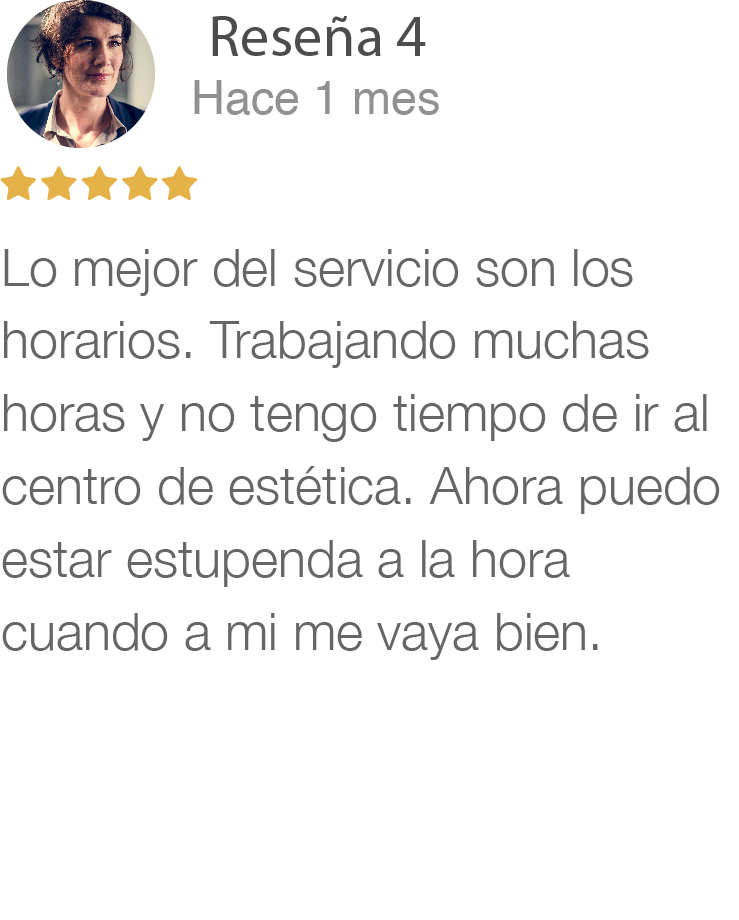 Reseña 4
Hace 1 mes
Lo mejor del servicio son los
horarios. Trabajando muchas
horas y no tengo tiempo de ir al
centro de estética. Ahora puedo
estar estupenda a la hora
cuando a mi me vaya bien.